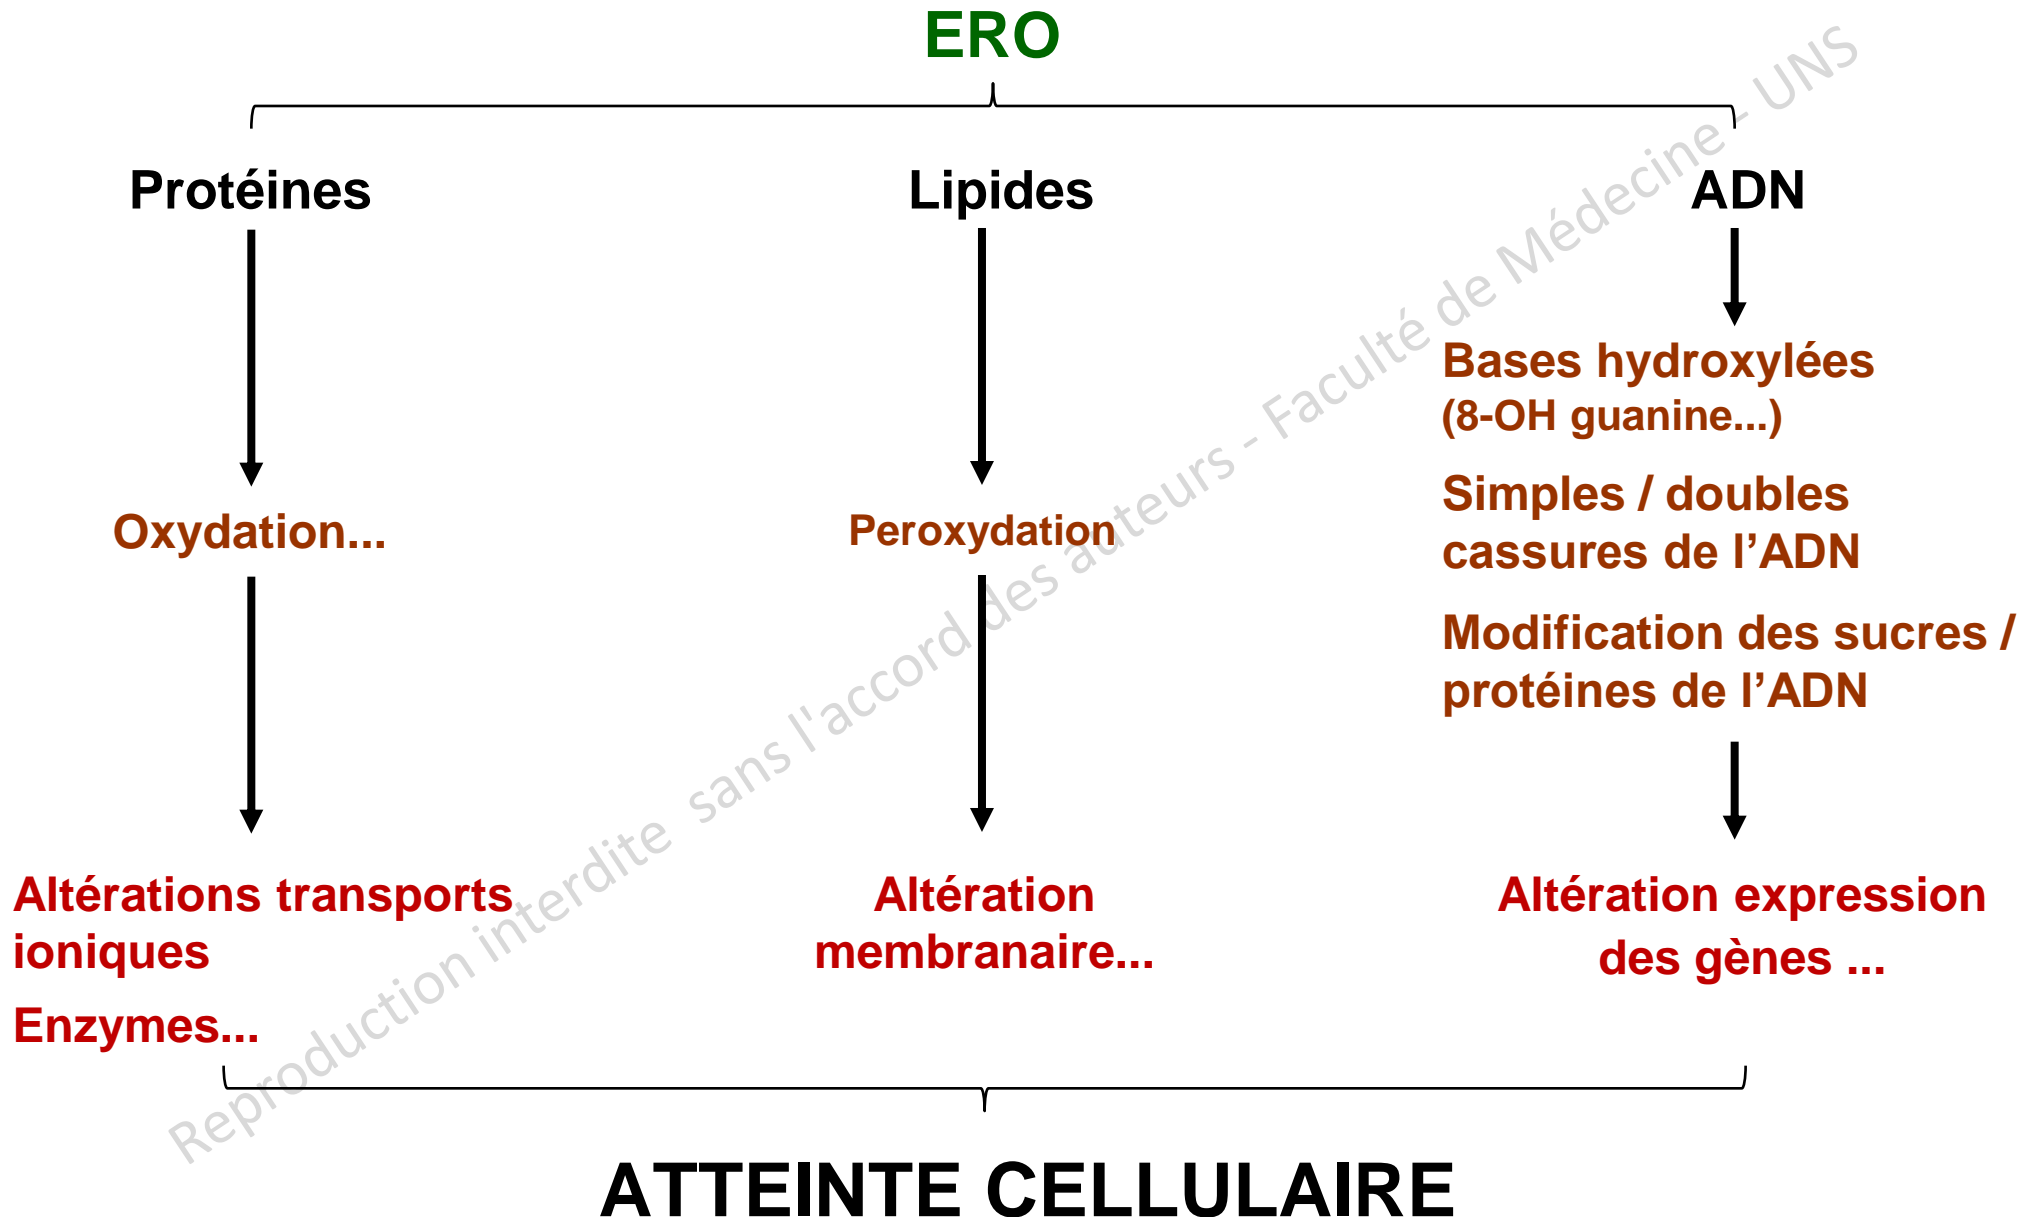 ERO
Protéines
Oxydation...
Altérations transports
ioniques
Enzymes...
Lipides
Peroxydation
Altération
membranaire...
ADN
Bases hydroxylées
(8-OH guanine...)
Simples / doubles
cassures de l’ADN
Modification des sucres /
protéines de l’ADN
Altération expression
des gènes ...
ATTEINTE CELLULAIRE
Reproduction interdite sans l'accord des auteurs - Faculté de Médecine - UNS